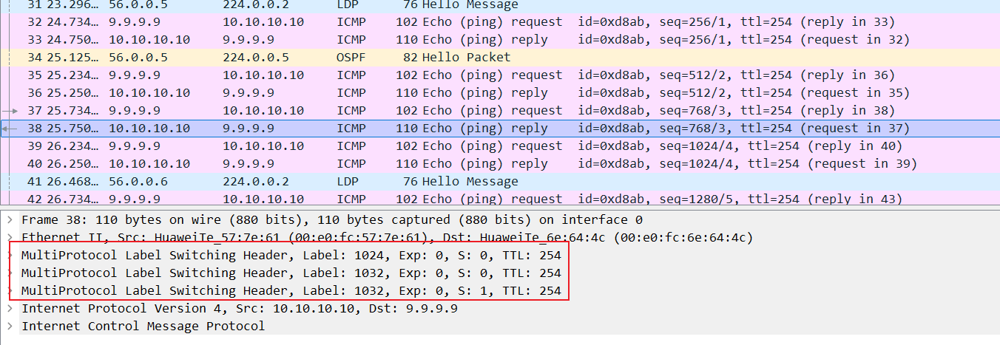 31 23.296… 56.0.0.5 224.0.0.2 LDP 76 Hello Message
32 24.734… 9.9.9.9 10.10.10.10 ICMP 102 Echo (ping) request id=0xd8ab, seq=256/1, ttl=254 (reply in 33)
33 24.750… 10.10.10.10 9.9.9.9 ICMP 110 Echo (ping) reply id=0xd8ab, seq=256/1, ttl=254 (request in 32)
34 25.125… 56.0.0.5 224.0.0.5 OSPF 82 Hello Packet
35 25.234… 9.9.9.9 10.10.10.10 ICMP 102 Echo (ping) request id=0xd8ab, seq=512/2, ttl=254 (reply in 36)
36 25.250… 10.10.10.10 9.9.9.9 ICMP 110 Echo (ping) reply id=0xd8ab, seq=512/2, ttl=254 (request in 35)
37 25.734… 9.9.9.9 10.10.10.10 ICMP 102 Echo (ping) request id=0xd8ab, seq=768/3, ttl=254 (reply in 38)
38 25.750… 10.10.10.10 9.9.9.9 ICMP 110 Echo (ping) reply id=0xd8ab, seq=768/3, ttl=254 (request in 37)
39 26.234… 9.9.9.9 10.10.10.10 ICMP 102 Echo (ping) request id=0xd8ab, seq=1024/4, ttl=254 (reply in 40)
40 26.250… 10.10.10.10 9.9.9.9 ICMP 110 Echo (ping) reply id=0xd8ab, seq=1024/4, ttl=254 (request in 39)
41 26.468… 56.0.0.6 224.0.0.2 LDP 76 Hello Message
42 26.734… 9.9.9.9 10.10.10.10 ICMP 102 Echo (ping) request id=0xd8ab, seq=1280/5, ttl=254 (reply in 43)
Frame 38: 110 bytes on wire (880 bits), 110 bytes captured (880 bits) on interface 0
Ethernet II, Src: HuaweiTe_57:7e:61 (00:e0:fc:57:7e:61), Dst: HuaweiTe_6e:64:4c (00:e0:fc:6e:64:4c)
MultiProtocol Label Switching Header, Label: 1024, Exp: 0, S: 0, TTL: 254
MultiProtocol Label Switching Header, Label: 1032, Exp: 0, S: 0, TTL: 254
MultiProtocol Label Switching Header, Label: 1032, Exp: 0, S: 1, TTL: 254
Internet Protocol Version 4, Src: 10.10.10.10, Dst: 9.9.9.9
Internet Control Message Protocol